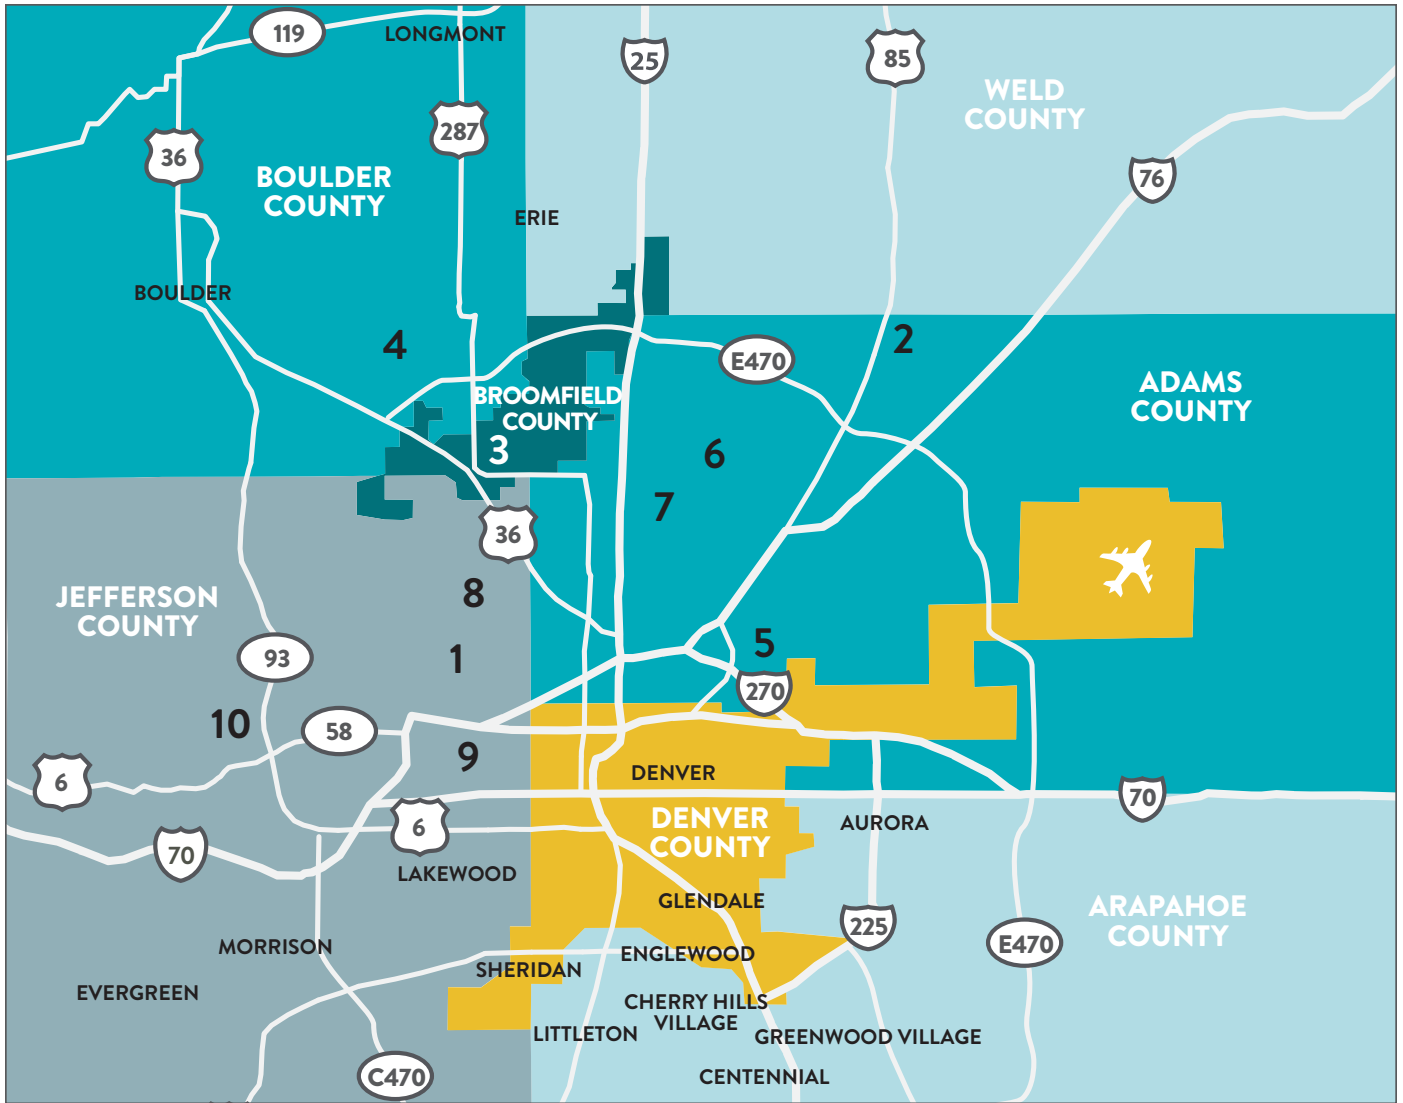 119
LONGMONT
25
85
WELD
COUNTY
287
36
76
BOULDER
COUNTY
ERIE
BOULDER
4
2
E470
ADAMS
COUNTY
BROOMFIELD
COUNTY
3
6
7
36
8
JEFFERSON
COUNTY
5
93
1
270
10
58
9
DENVER
6
70
DENVER
COUNTY
6
AURORA
70
LAKEWOOD
GLENDALE
ARAPAHOE
COUNTY
225
MORRISON
E470
ENGLEWOOD
SHERIDAN
EVERGREEN
CHERRY HILLS
VILLAGE
LITTLETON
GREENWOOD VILLAGE
C470
CENTENNIAL